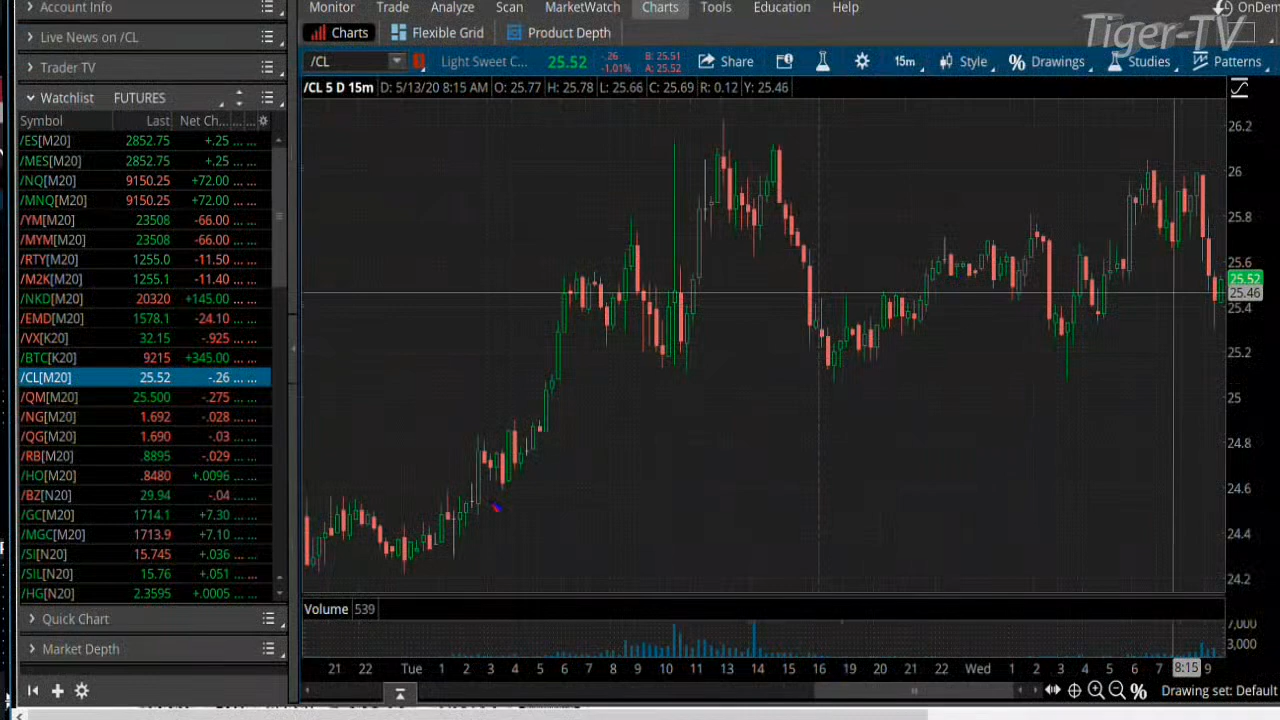 Account Info
Monitor Trade Analyze Scan MarketWatch Charts Tools Education Help OnDem
Tiger-TV
Live News on /CL
Charts Flexible Grid Product Depth
Trader TV
/CL Light Sweet C... 25.52 -.26 -1.01% B: 25.51 A: 25.52 Share 15m Style % Drawings Studies Patterns
Watchlist FUTURES
/CL 5 D 15m D: 5/13/20 8:15 AM O: 25.77 H: 25.78 L: 25.66 C: 25.69 R: 0.12 Y: 25.46
Symbol Last Net Ch... ... ...
/ES[M20] 2852.75 +.25 ... ...
/MES[M20] 2852.75 +.25 ... ...
/NQ[M20] 9150.25 +72.00 ... ...
/MNQ[M20] 9150.25 +72.00 ... ...
/YM[M20] 23508 -66.00 ... ...
/MYM[M20] 23508 -66.00 ... ...
/RTY[M20] 1255.0 -11.50 ... ...
/M2K[M20] 1255.1 -11.40 ... ...
/NKD[M20] 20320 +145.00 ... ...
/EMD[M20] 1578.1 -24.10 ... ...
/VX[K20] 32.15 -.925 ... ...
/BTC[K20] 9215 +345.00 ... ...
/CL[M20] 25.52 -.26 ... ...
/QM[M20] 25.500 -.275 ... ...
/NG[M20] 1.692 -.028 ... ...
/QG[M20] 1.690 -.03 ... ...
/RB[M20] .8895 -.029 ... ...
/HO[M20] .8480 +.0096 ... ...
/BZ[N20] 29.94 -.04 ... ...
/GC[M20] 1714.1 +7.30 ... ...
/MGC[M20] 1713.9 +7.10 ... ...
/SI[N20] 15.745 +.036 ... ...
/SIL[N20] 15.76 +.051 ... ...
/HG[N20] 2.3595 +.0005 ... ...
26.2
26
25.8
25.6
25.52
25.46
25.4
25.2
25
24.8
24.6
24.4
24.2
Quick Chart
Market Depth
Volume 539
7,000
3,000
21 22 Tue 1 2 3 4 5 6 7 8 9 10 11 12 13 14 15 16 19 20 21 22 Wed 1 2 3 4 5 6 7 8:15 9
% Drawing set: Default